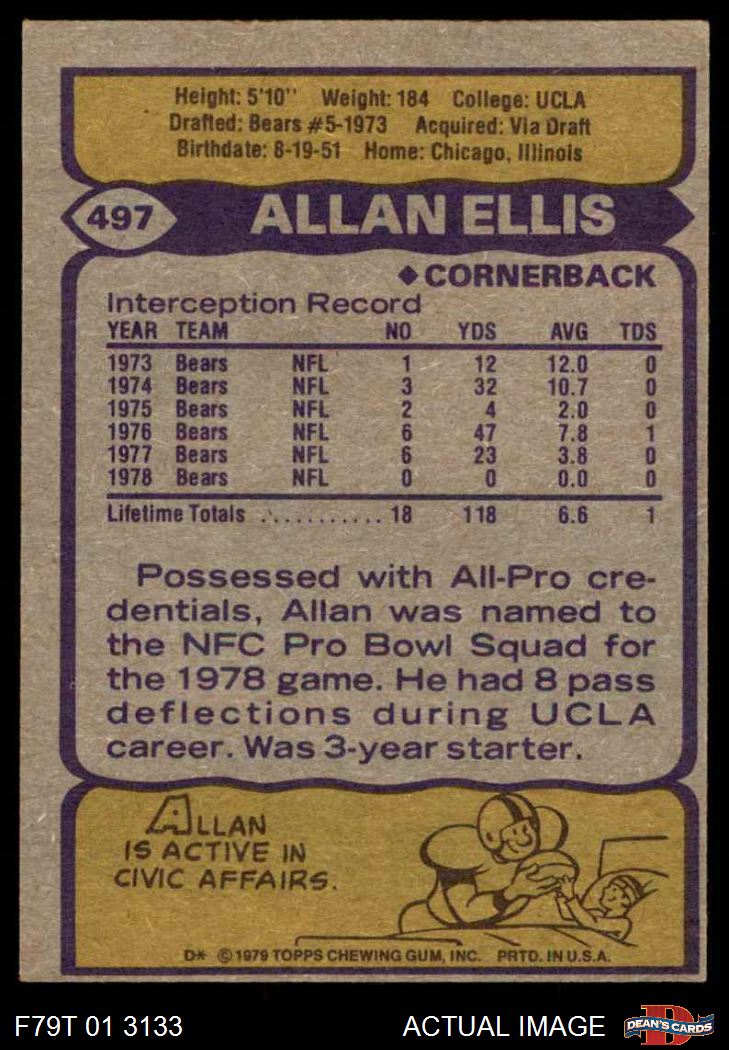 Height: 5'10" Weight: 184 College: UCLA
Drafted: Bears #5-1973 Acquired: Via Draft
Birthdate: 8-19-51 Home: Chicago, Illinois
497 ALLAN ELLIS
◆ CORNERBACK
Interception Record
YEAR TEAM NO YDS AVG TDS
1973 Bears NFL 1 12 12.0 0
1974 Bears NFL 3 32 10.7 0
1975 Bears NFL 2 4 2.0 0
1976 Bears NFL 6 47 7.8 1
1977 Bears NFL 6 23 3.8 0
1978 Bears NFL 0 0 0.0 0
Lifetime Totals ............ 18 118 6.6 1
Possessed with All-Pro cre-
dentials, Allan was named to
the NFC Pro Bowl Squad for
the 1978 game. He had 8 pass
deflections during UCLA
career. Was 3-year starter.
ALLAN
IS ACTIVE IN
CIVIC AFFAIRS.
D* © 1979 TOPPS CHEWING GUM, INC. PRTD. IN U.S.A.
F79T 01 3133 ACTUAL IMAGE D DEAN'S CARDS